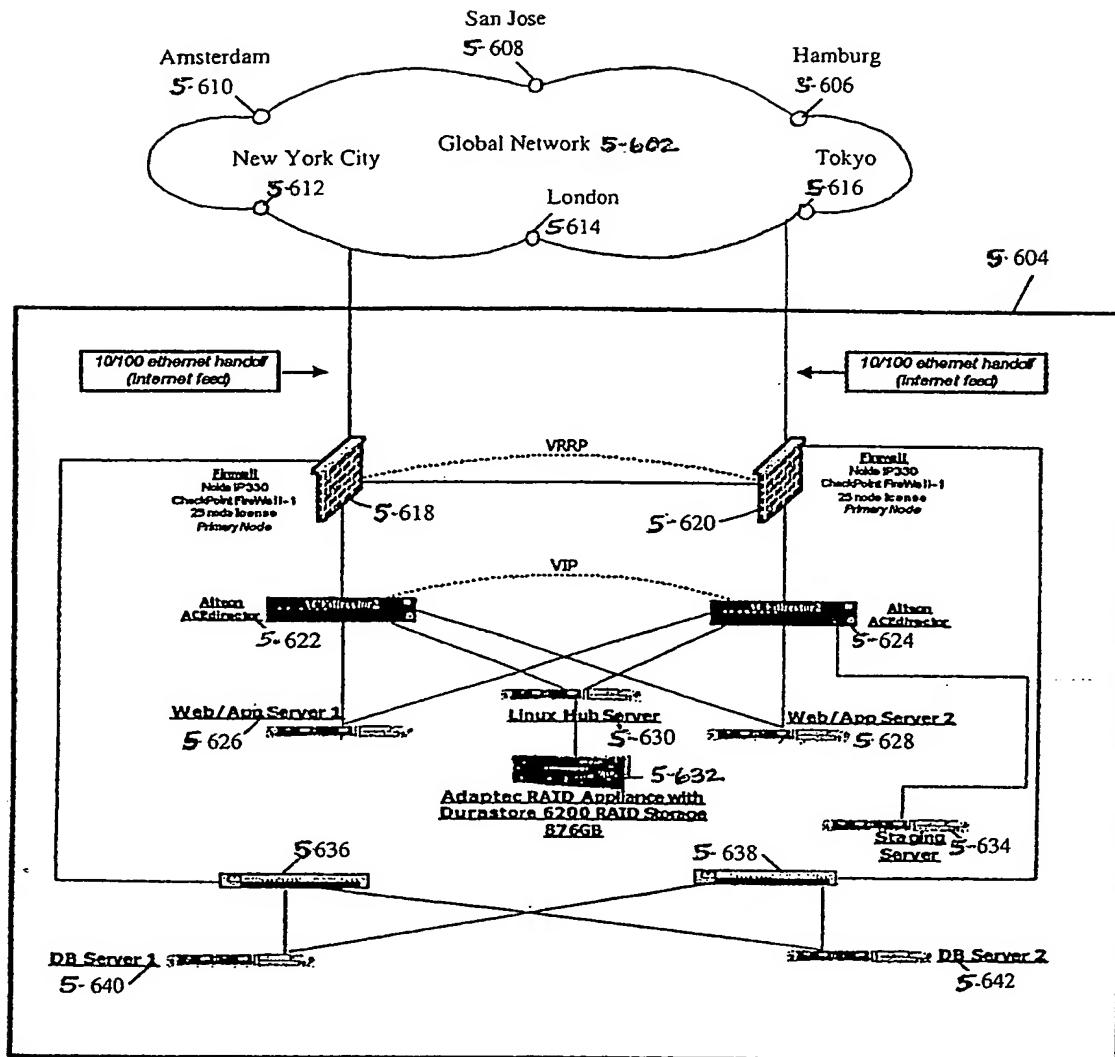 San Jose
5-608
Amsterdam
5-610
Hamburg
5-606
Global Network 5-602
New York City
5-612
Tokyo
5-616
London
5-614
5-604
10/100 ethernet handoff
(Internet feed)
10/100 ethernet handoff
(Internet feed)
VRRP
Firewall
Nokia IP330
CheckPoint FireWall-1
25 node license
Primary Node
5-618
Firewall
Nokia IP330
CheckPoint FireWall-1
25 node license
Primary Node
5-620
VIP
ACEdirector2
Alteon
ACEdirector
5-622
ACEdirector2
Alteon
ACEdirector
5-624
Web/App Server 1
5-626
Linux Hub Server
5-630
Web/App Server 2
5-628
5-632
Adaptec RAID Appliance with
Durastore 6200 RAID Storage
876GB
Staging
Server
5-634
5-636
5-638
DB Server 1
5-640
DB Server 2
5-642